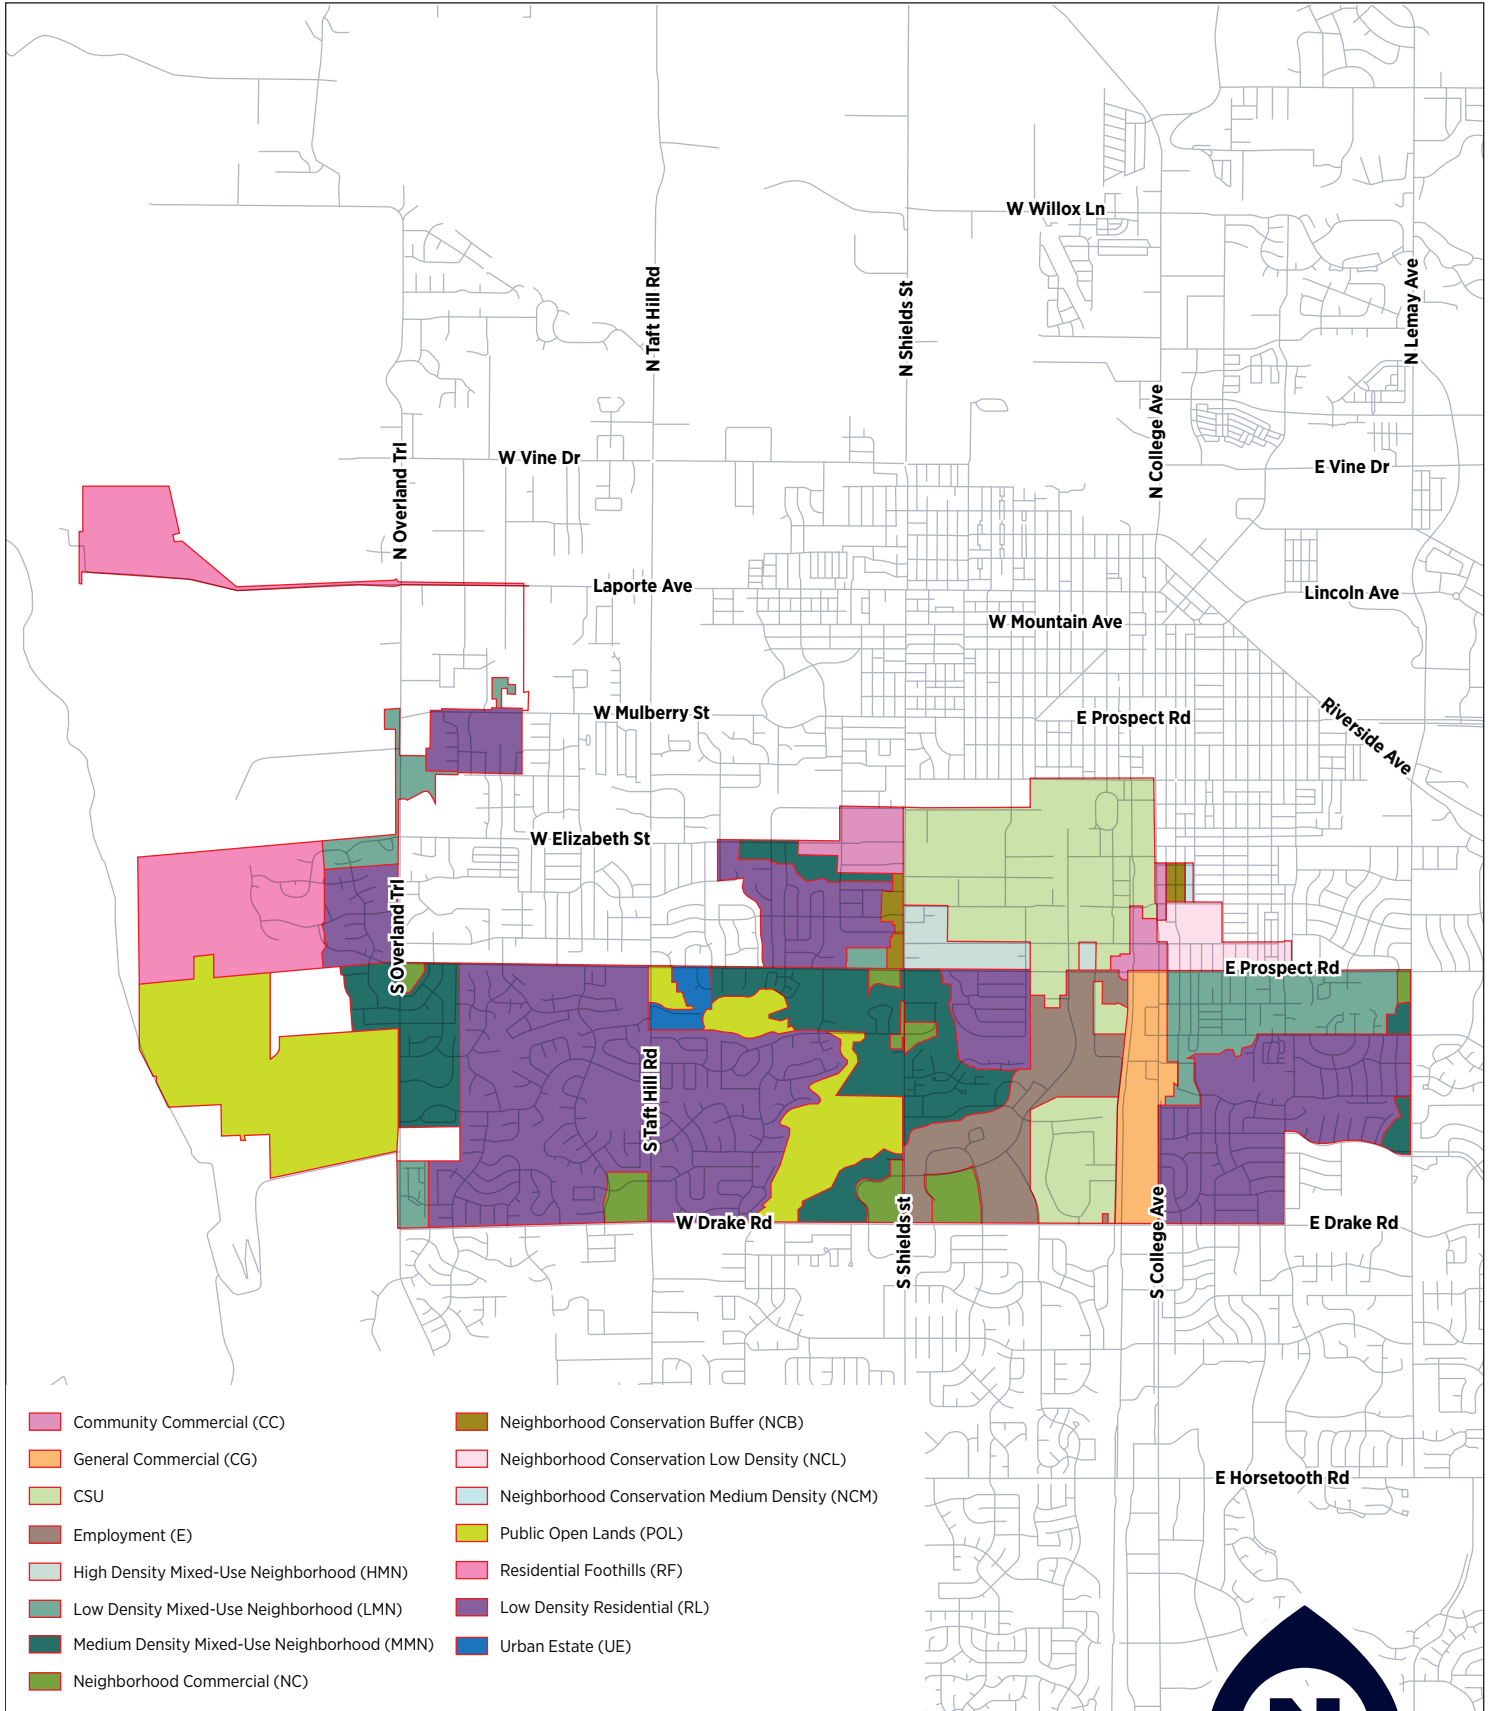 W Willox Ln
N Taft Hill Rd
N Shields St
N Lemay Ave
N College Ave
N Overland Trl
W Vine Dr
E Vine Dr
Laporte Ave
Lincoln Ave
W Mountain Ave
W Mulberry St
E Prospect Rd
Riverside Ave
W Elizabeth St
S Overland Trl
E Prospect Rd
S Taft Hill Rd
W Drake Rd
S Shields st
S College Ave
E Drake Rd
E Horsetooth Rd
Community Commercial (CC)
General Commercial (CG)
CSU
Employment (E)
High Density Mixed-Use Neighborhood (HMN)
Low Density Mixed-Use Neighborhood (LMN)
Medium Density Mixed-Use Neighborhood (MMN)
Neighborhood Commercial (NC)
Neighborhood Conservation Buffer (NCB)
Neighborhood Conservation Low Density (NCL)
Neighborhood Conservation Medium Density (NCM)
Public Open Lands (POL)
Residential Foothills (RF)
Low Density Residential (RL)
Urban Estate (UE)
N